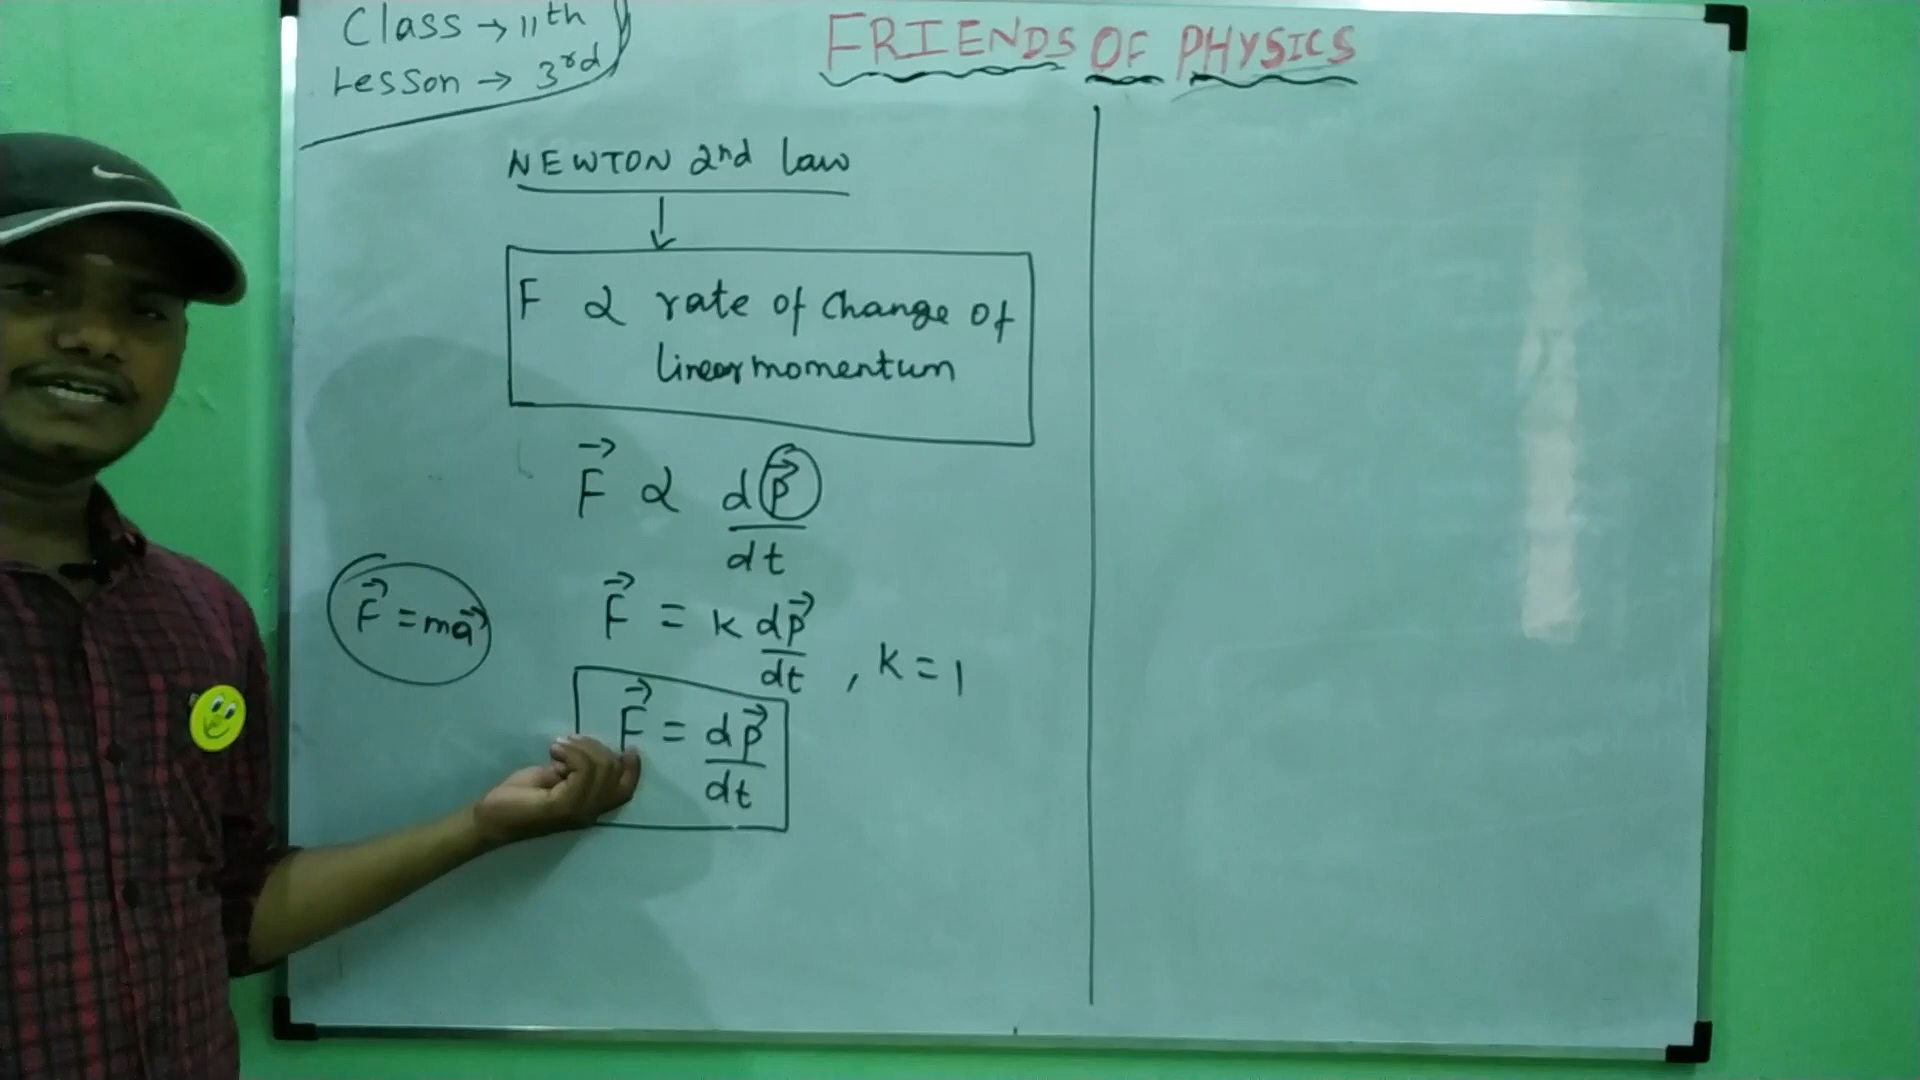 Class → 11th
Lesson → 3rd
FRIENDS OF PHYSICS
NEWTON 2nd law
F α rate of change of
linear momentum
F⃗ α dp⃗/dt
F⃗ = ma⃗
F⃗ = k dp⃗/dt , k = 1
F⃗ = dp⃗/dt